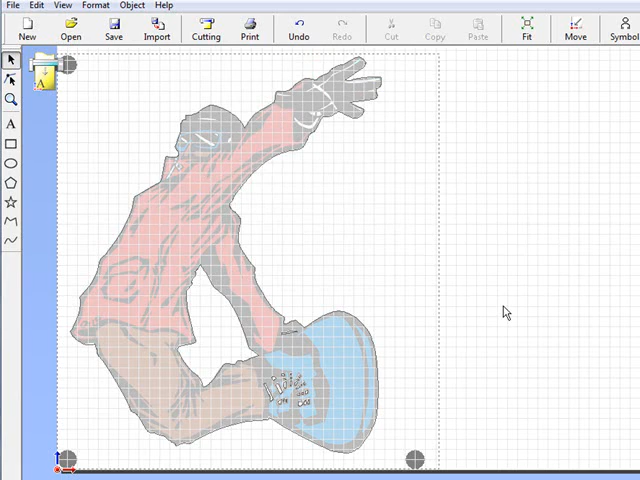 File Edit View Format Object Help
New Open Save Import Cutting Print Undo Redo Cut Copy Paste Fit Move Symbol
A
A